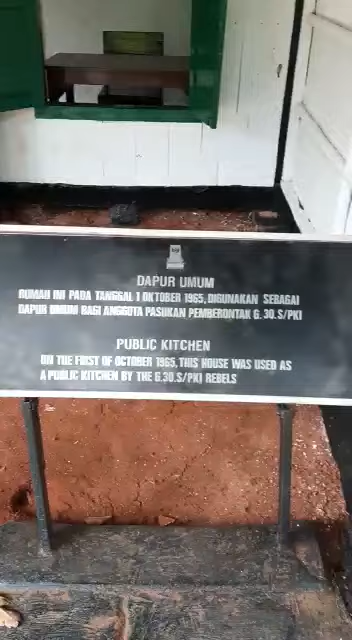 DAPUR UMUM
RUMAH INI PADA TANGGAL 1 OKTOBER 1965, DIGUNAKAN SEBAGAI
DAPUR UMUM BAGI ANGGOTA PASUKAN PEMBERONTAK G.30.S/PKI
PUBLIC KITCHEN
ON THE FIRST OF OCTOBER 1965, THIS HOUSE WAS USED AS
A PUBLIC KITCHEN BY THE G.30.S/PKI REBELS